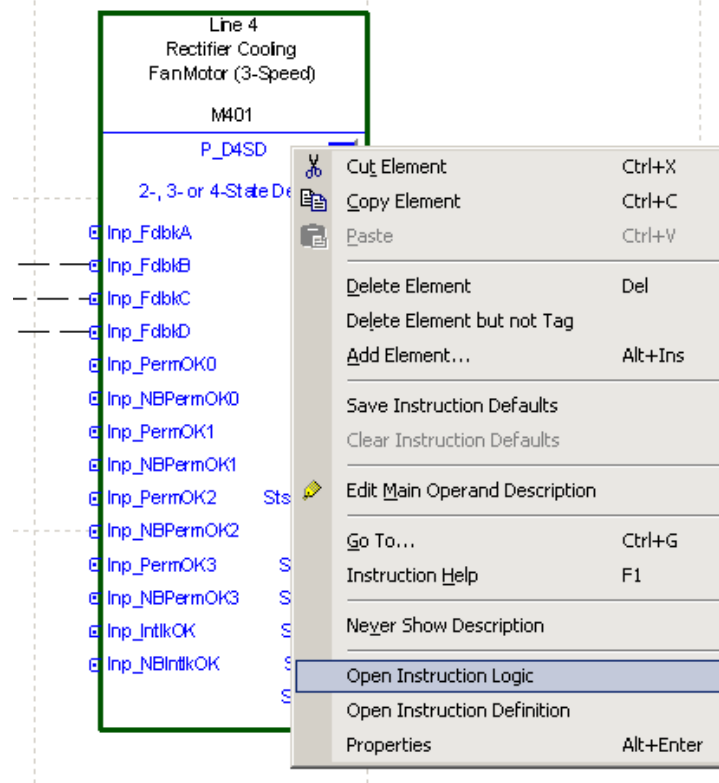 Line 4
Rectifier Cooling
FanMotor (3-Speed)
M401
P_D4SD
2-, 3- or 4-State De
Inp_FdbkA
Inp_FdbkB
Inp_FdbkC
Inp_FdbkD
Inp_PermOK0
Inp_NBPermOK0
Inp_PermOK1
Inp_NBPermOK1
Inp_PermOK2 Sts
Inp_NBPermOK2
Inp_PermOK3 S
Inp_NBPermOK3 S
Inp_IntlkOK S
Inp_NBIntlkOK S
S
Cut Element Ctrl+X
Copy Element Ctrl+C
Paste Ctrl+V
Delete Element Del
Delete Element but not Tag
Add Element... Alt+Ins
Save Instruction Defaults
Clear Instruction Defaults
Edit Main Operand Description
Go To... Ctrl+G
Instruction Help F1
Never Show Description
Open Instruction Logic
Open Instruction Definition
Properties Alt+Enter